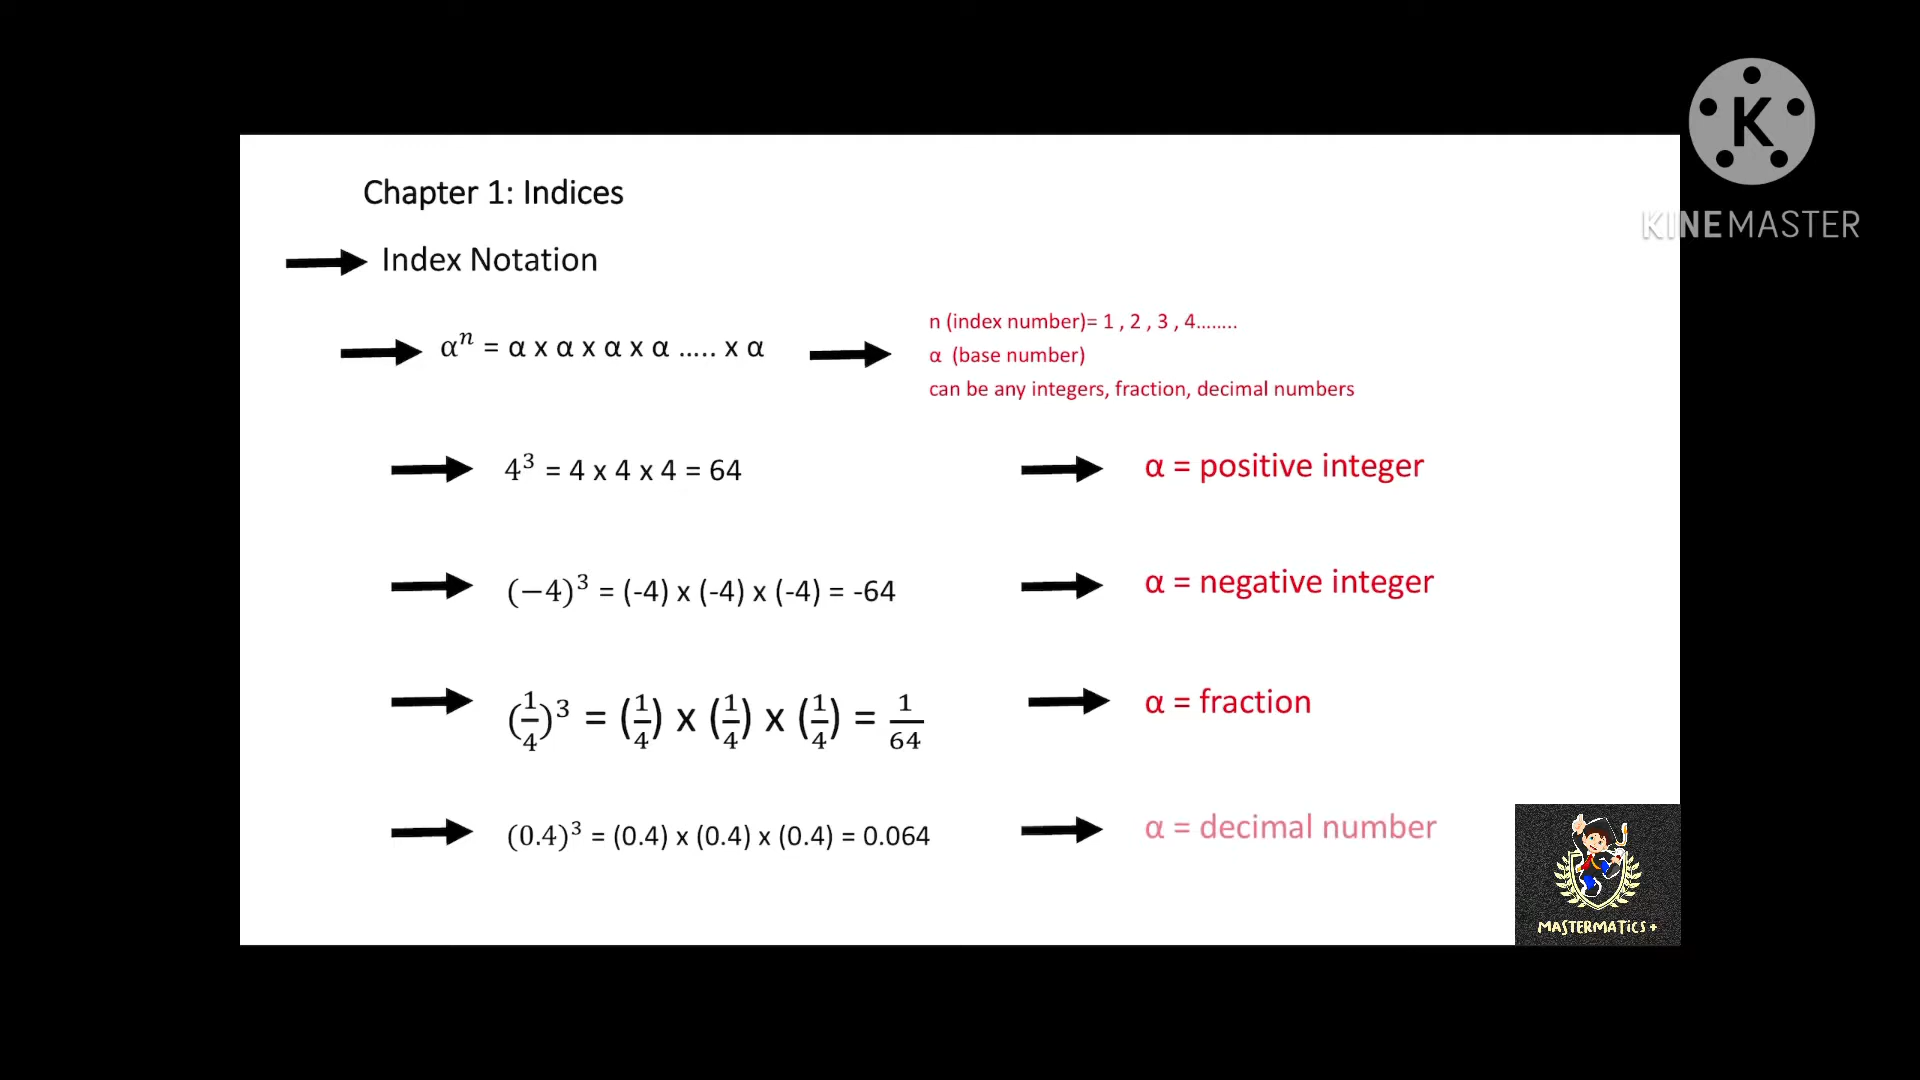 K
KINEMASTER
Chapter 1: Indices
Index Notation
αⁿ = α x α x α x α ..... x α
n (index number)= 1 , 2 , 3 , 4........
α (base number)
can be any integers, fraction, decimal numbers
4³ = 4 x 4 x 4 = 64
α = positive integer
(−4)³ = (-4) x (-4) x (-4) = -64
α = negative integer
(1/4)³ = (1/4) x (1/4) x (1/4) = 1/64
α = fraction
(0.4)³ = (0.4) x (0.4) x (0.4) = 0.064
α = decimal number
MASTERMATiCS +